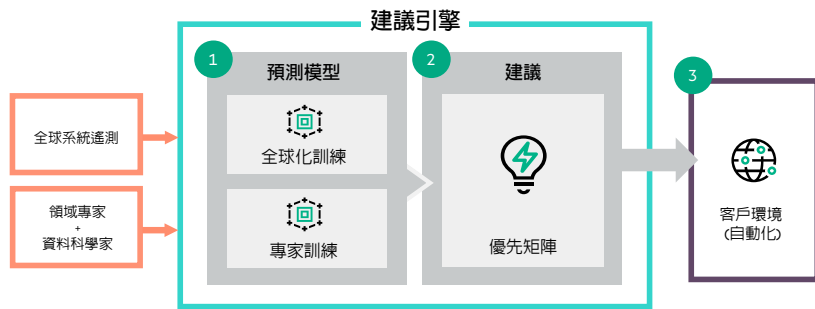 建議引擎
1
預測模型
2
建議
3
全球系統遙測
全球化訓練
領域專家
+
資料科學家
專家訓練
優先矩陣
客戶環境
(自動化)